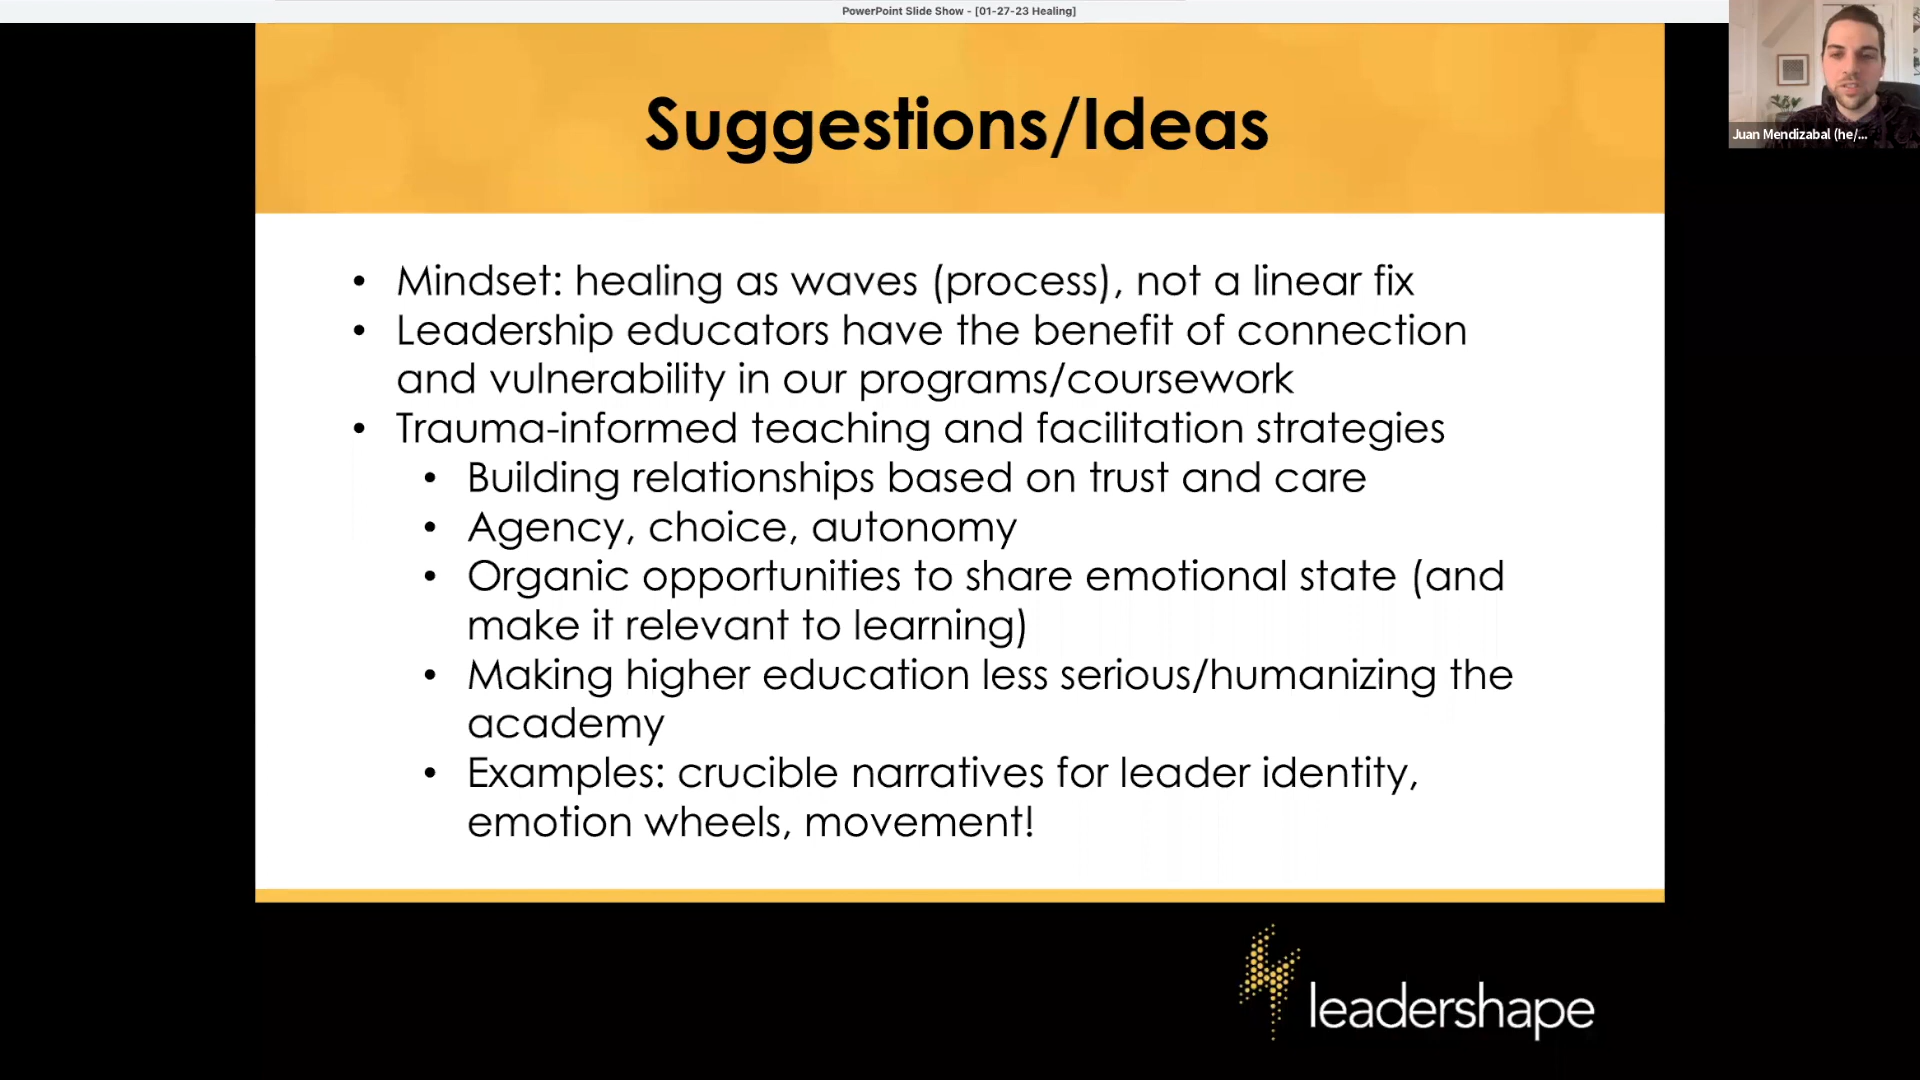 PowerPoint Slide Show - [01-27-23 Healing]
Juan Mendizabal (he/...
Suggestions/Ideas
• Mindset: healing as waves (process), not a linear fix
• Leadership educators have the benefit of connection
and vulnerability in our programs/coursework
• Trauma-informed teaching and facilitation strategies
• Building relationships based on trust and care
• Agency, choice, autonomy
• Organic opportunities to share emotional state (and
make it relevant to learning)
• Making higher education less serious/humanizing the
academy
• Examples: crucible narratives for leader identity,
emotion wheels, movement!
leadershape